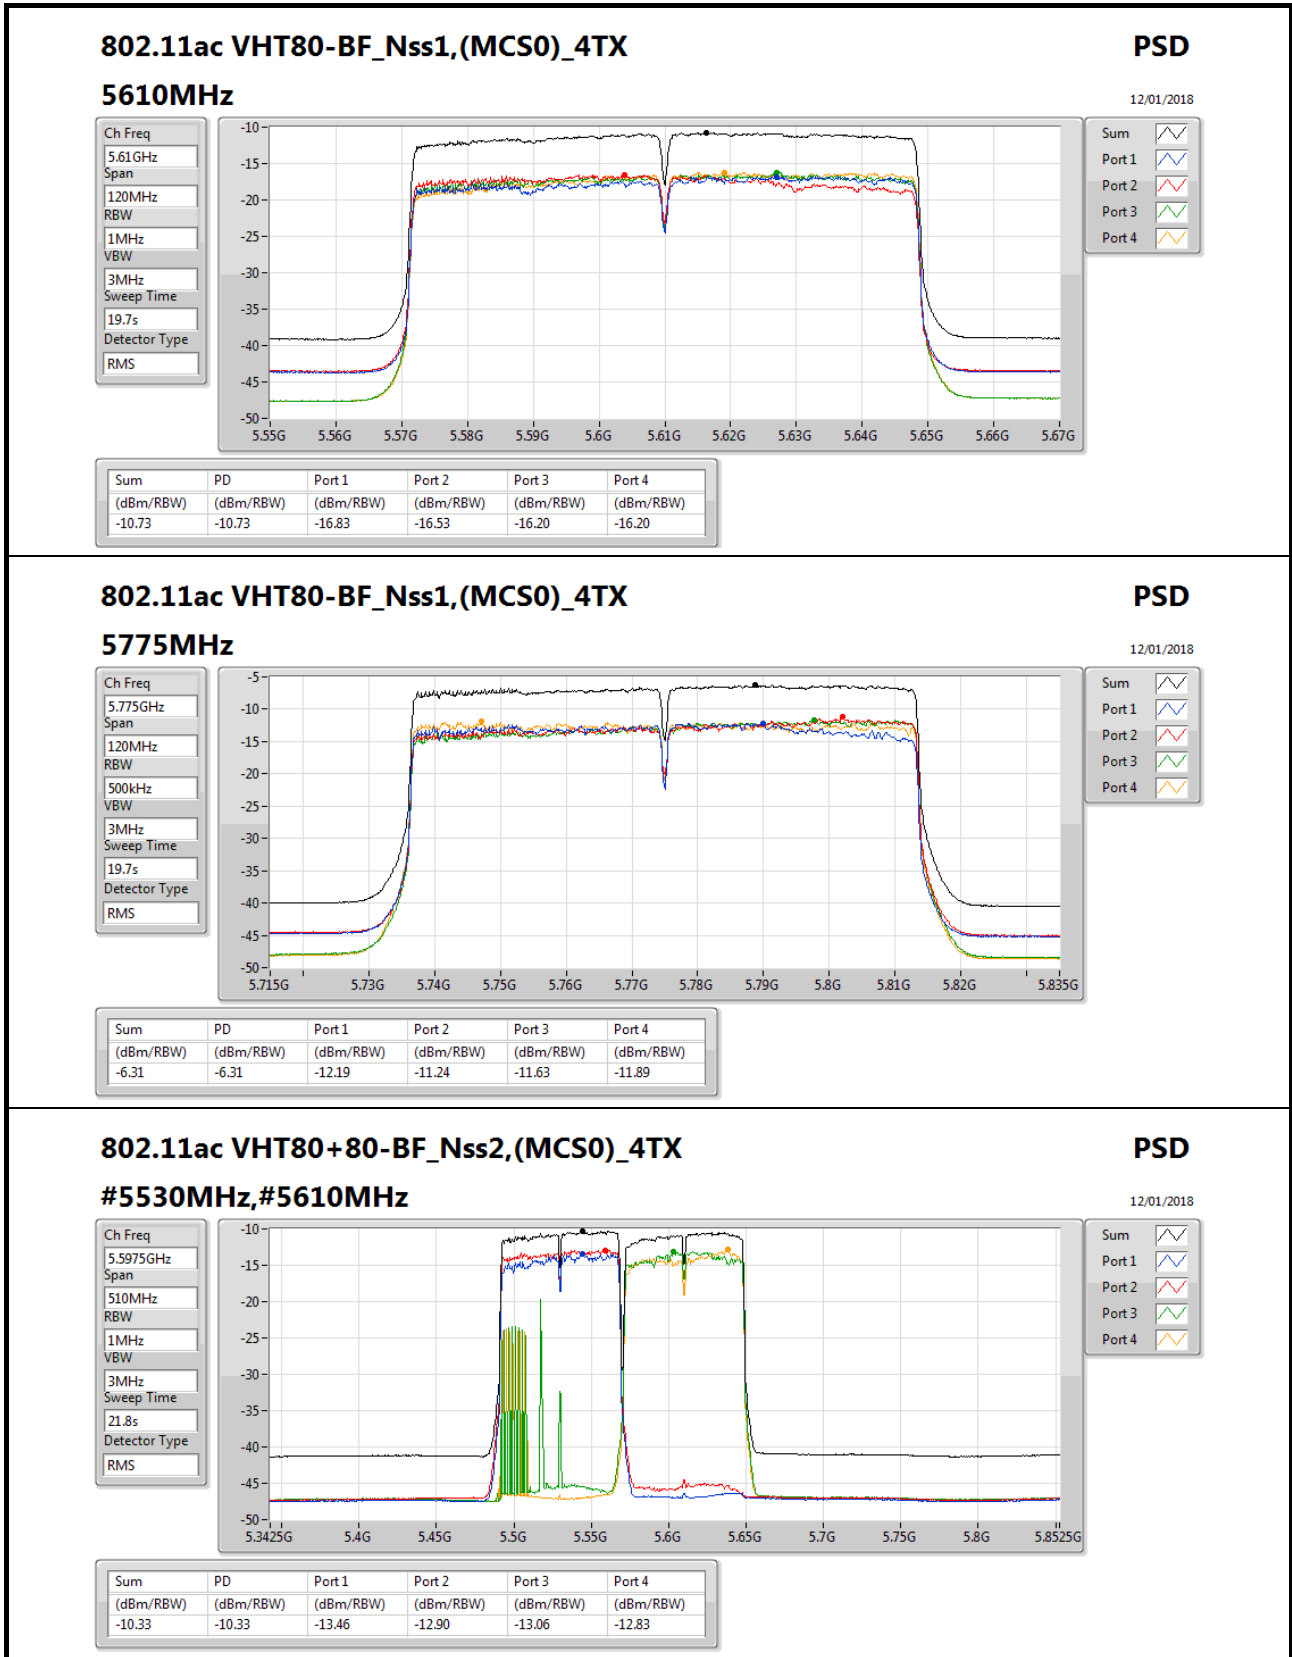 802.11ac VHT80-BF_Nss1,(MCS0)_4TX PSD
5610MHz 12/01/2018
Ch Freq
5.61GHz
Span
120MHz
RBW
1MHz
VBW
3MHz
Sweep Time
19.7s
Detector Type
RMS
-10
-15
-20
-25
-30
-35
-40
-45
-50
5.55G 5.56G 5.57G 5.58G 5.59G 5.6G 5.61G 5.62G 5.63G 5.64G 5.65G 5.66G 5.67G
Sum
Port 1
Port 2
Port 3
Port 4
Sum PD Port 1 Port 2 Port 3 Port 4
(dBm/RBW) (dBm/RBW) (dBm/RBW) (dBm/RBW) (dBm/RBW) (dBm/RBW)
-10.73 -10.73 -16.83 -16.53 -16.20 -16.20
802.11ac VHT80-BF_Nss1,(MCS0)_4TX PSD
5775MHz 12/01/2018
Ch Freq
5.775GHz
Span
120MHz
RBW
500kHz
VBW
3MHz
Sweep Time
19.7s
Detector Type
RMS
-5
-10
-15
-20
-25
-30
-35
-40
-45
-50
5.715G 5.73G 5.74G 5.75G 5.76G 5.77G 5.78G 5.79G 5.8G 5.81G 5.82G 5.835G
Sum
Port 1
Port 2
Port 3
Port 4
Sum PD Port 1 Port 2 Port 3 Port 4
(dBm/RBW) (dBm/RBW) (dBm/RBW) (dBm/RBW) (dBm/RBW) (dBm/RBW)
-6.31 -6.31 -12.19 -11.24 -11.63 -11.89
802.11ac VHT80+80-BF_Nss2,(MCS0)_4TX PSD
#5530MHz,#5610MHz 12/01/2018
Ch Freq
5.5975GHz
Span
510MHz
RBW
1MHz
VBW
3MHz
Sweep Time
21.8s
Detector Type
RMS
-10
-15
-20
-25
-30
-35
-40
-45
-50
5.3425G 5.4G 5.45G 5.5G 5.55G 5.6G 5.65G 5.7G 5.75G 5.8G 5.8525G
Sum
Port 1
Port 2
Port 3
Port 4
Sum PD Port 1 Port 2 Port 3 Port 4
(dBm/RBW) (dBm/RBW) (dBm/RBW) (dBm/RBW) (dBm/RBW) (dBm/RBW)
-10.33 -10.33 -13.46 -12.90 -13.06 -12.83